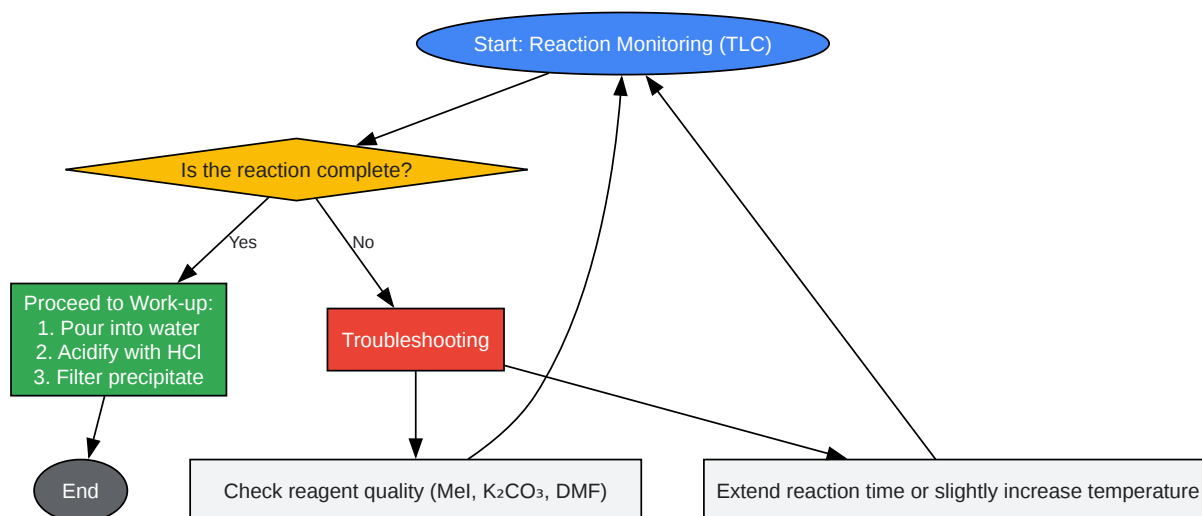 Start: Reaction Monitoring (TLC)
Is the reaction complete?
Yes
No
Proceed to Work-up:
1. Pour into water
2. Acidify with HCl
3. Filter precipitate
Troubleshooting
End
Check reagent quality (MeI, K₂CO₃, DMF)
Extend reaction time or slightly increase temperature